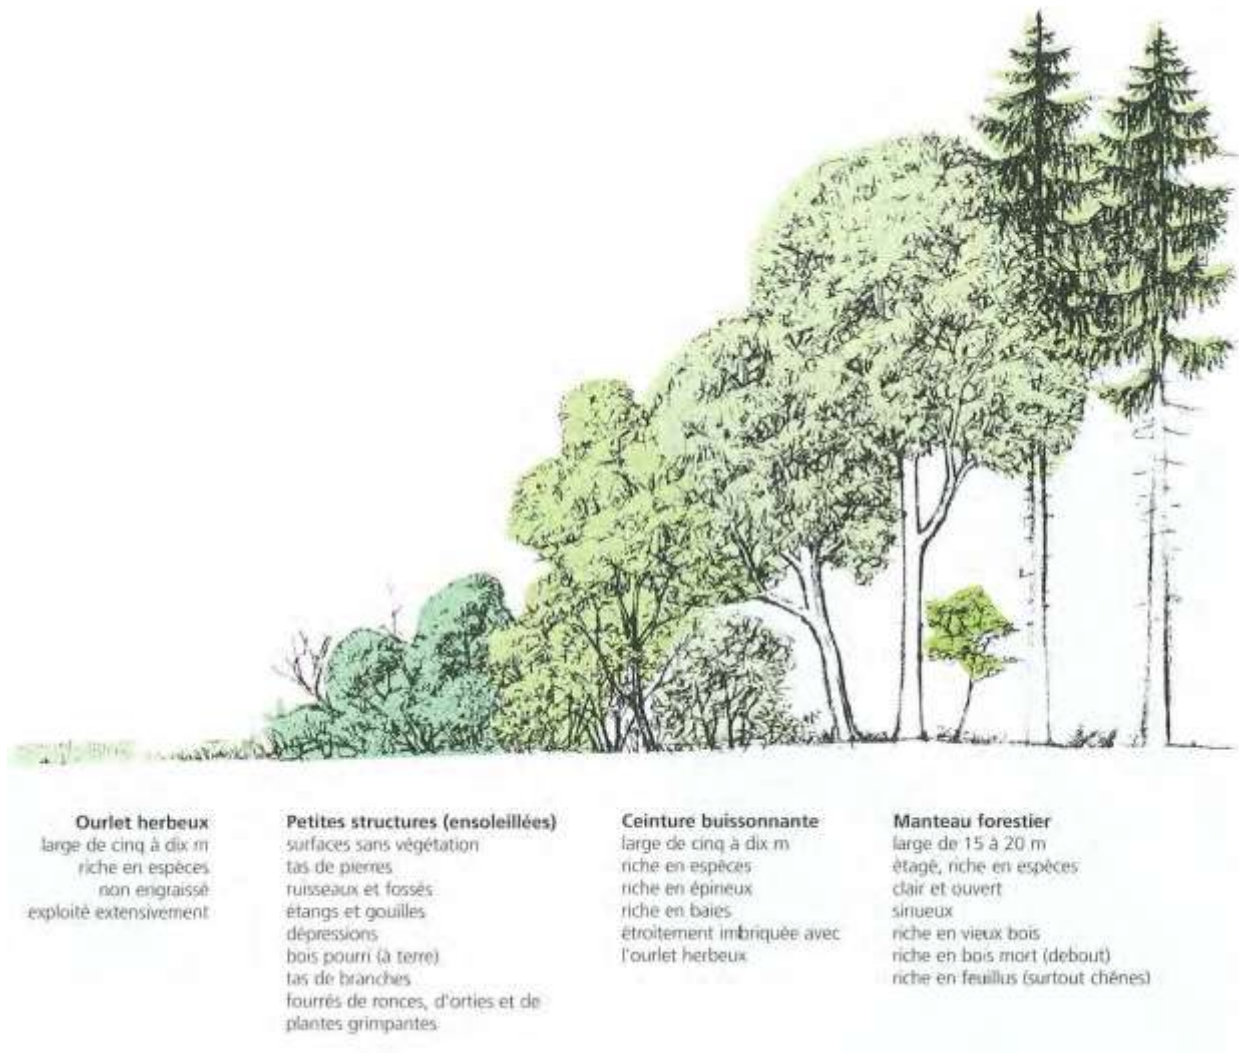 Ourlet herbeux
large de cinq à dix m
riche en espèces
non engraissé
exploité extensivement
Petites structures (ensoleillées)
surfaces sans végétation
tas de pierres
ruisseaux et fossés
étangs et gouilles
dépressions
bois pourri (à terre)
tas de branches
fourrés de ronces, d'orties et de
plantes grimpantes
Ceinture buissonnante
large de cinq à dix m
riche en espèces
riche en épineux
riche en baies
étroitement imbriquée avec
l'ourlet herbeux
Manteau forestier
large de 15 à 20 m
étagé, riche en espèces
clair et ouvert
sinueux
riche en vieux bois
riche en bois mort (debout)
riche en feuillus (surtout chênes)